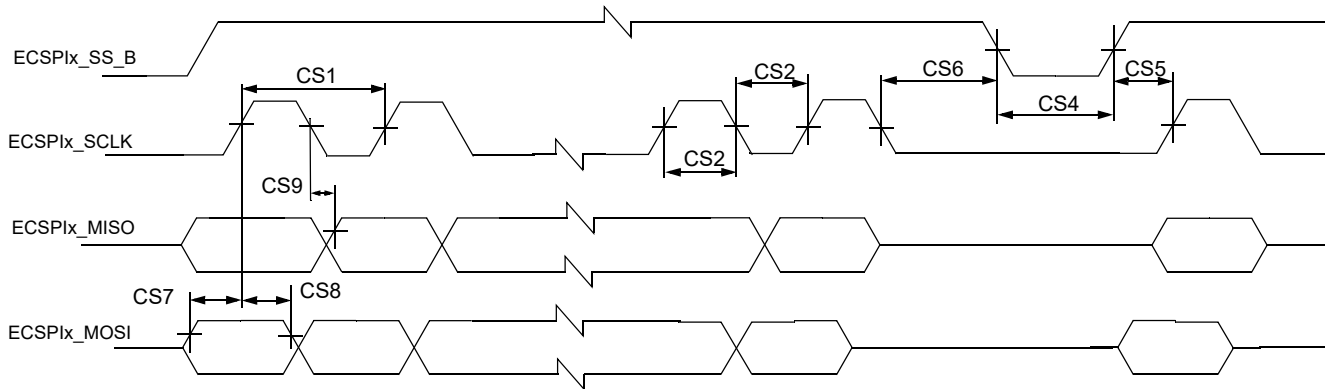 ECSPIx_SS_B
CS1
CS2
CS6
CS5
CS4
ECSPIx_SCLK
CS2
CS9
ECSPIx_MISO
CS7
CS8
ECSPIx_MOSI